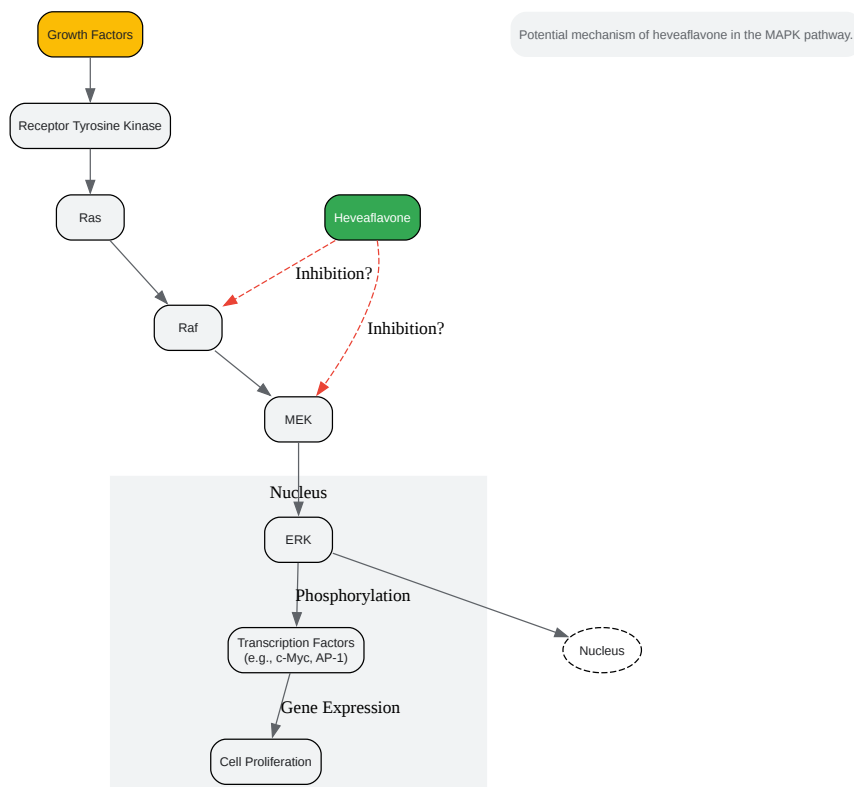 Growth Factors
Potential mechanism of heveaflavone in the MAPK pathway.
Receptor Tyrosine Kinase
Ras
Heveaflavone
Inhibition?
Raf
Inhibition?
MEK
Nucleus
ERK
Phosphorylation
Transcription Factors
(e.g., c-Myc, AP-1)
Nucleus
Gene Expression
Cell Proliferation